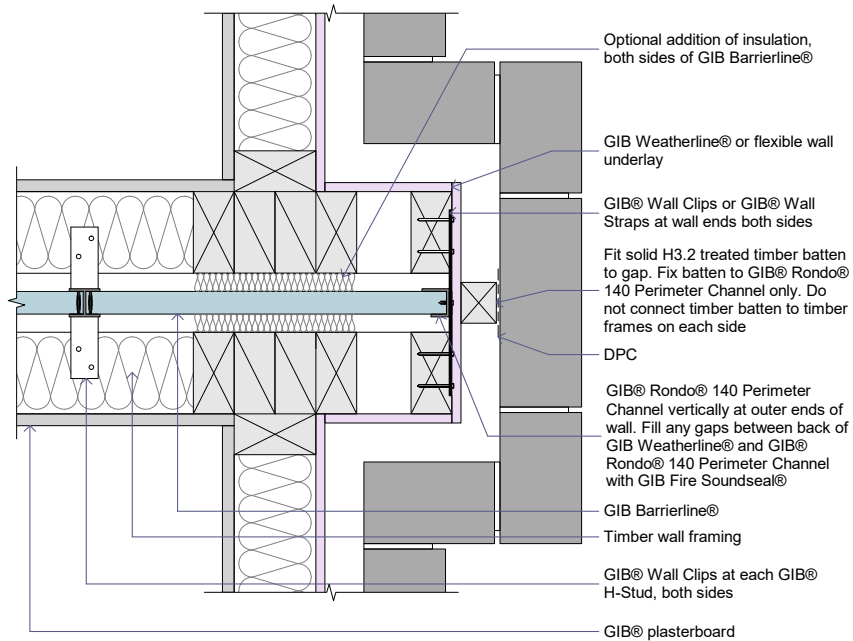 Optional addition of insulation,
both sides of GIB Barrierline®
GIB Weatherline® or flexible wall
underlay
GIB® Wall Clips or GIB® Wall
Straps at wall ends both sides
Fit solid H3.2 treated timber batten
to gap. Fix batten to GIB® Rondo®
140 Perimeter Channel only. Do
not connect timber batten to timber
frames on each side
DPC
GIB® Rondo® 140 Perimeter
Channel vertically at outer ends of
wall. Fill any gaps between back of
GIB Weatherline® and GIB®
Rondo® 140 Perimeter Channel
with GIB Fire Soundseal®
GIB Barrierline®
Timber wall framing
GIB® Wall Clips at each GIB®
H-Stud, both sides
GIB® plasterboard